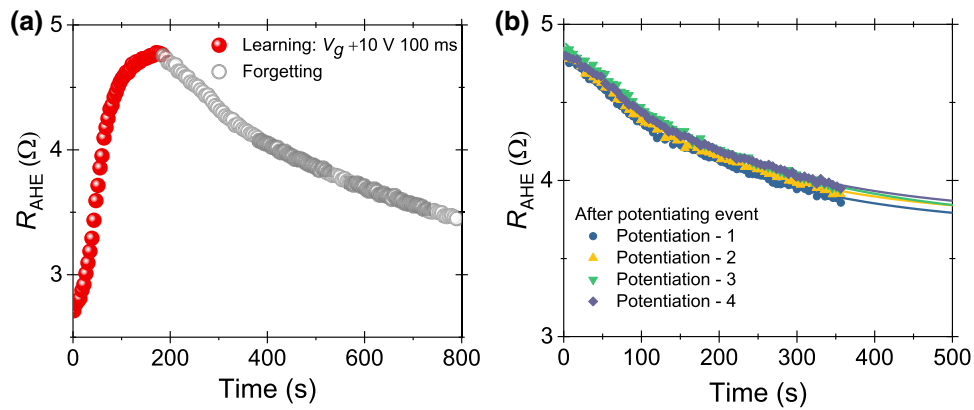 (a)
Learning: Vg +10 V 100 ms
Forgetting
RAHE (Ω)
5
4
3
0 200 400 600 800
Time (s)
(b)
RAHE (Ω)
5
4
3
After potentiating event
Potentiation - 1
Potentiation - 2
Potentiation - 3
Potentiation - 4
0 100 200 300 400 500
Time (s)